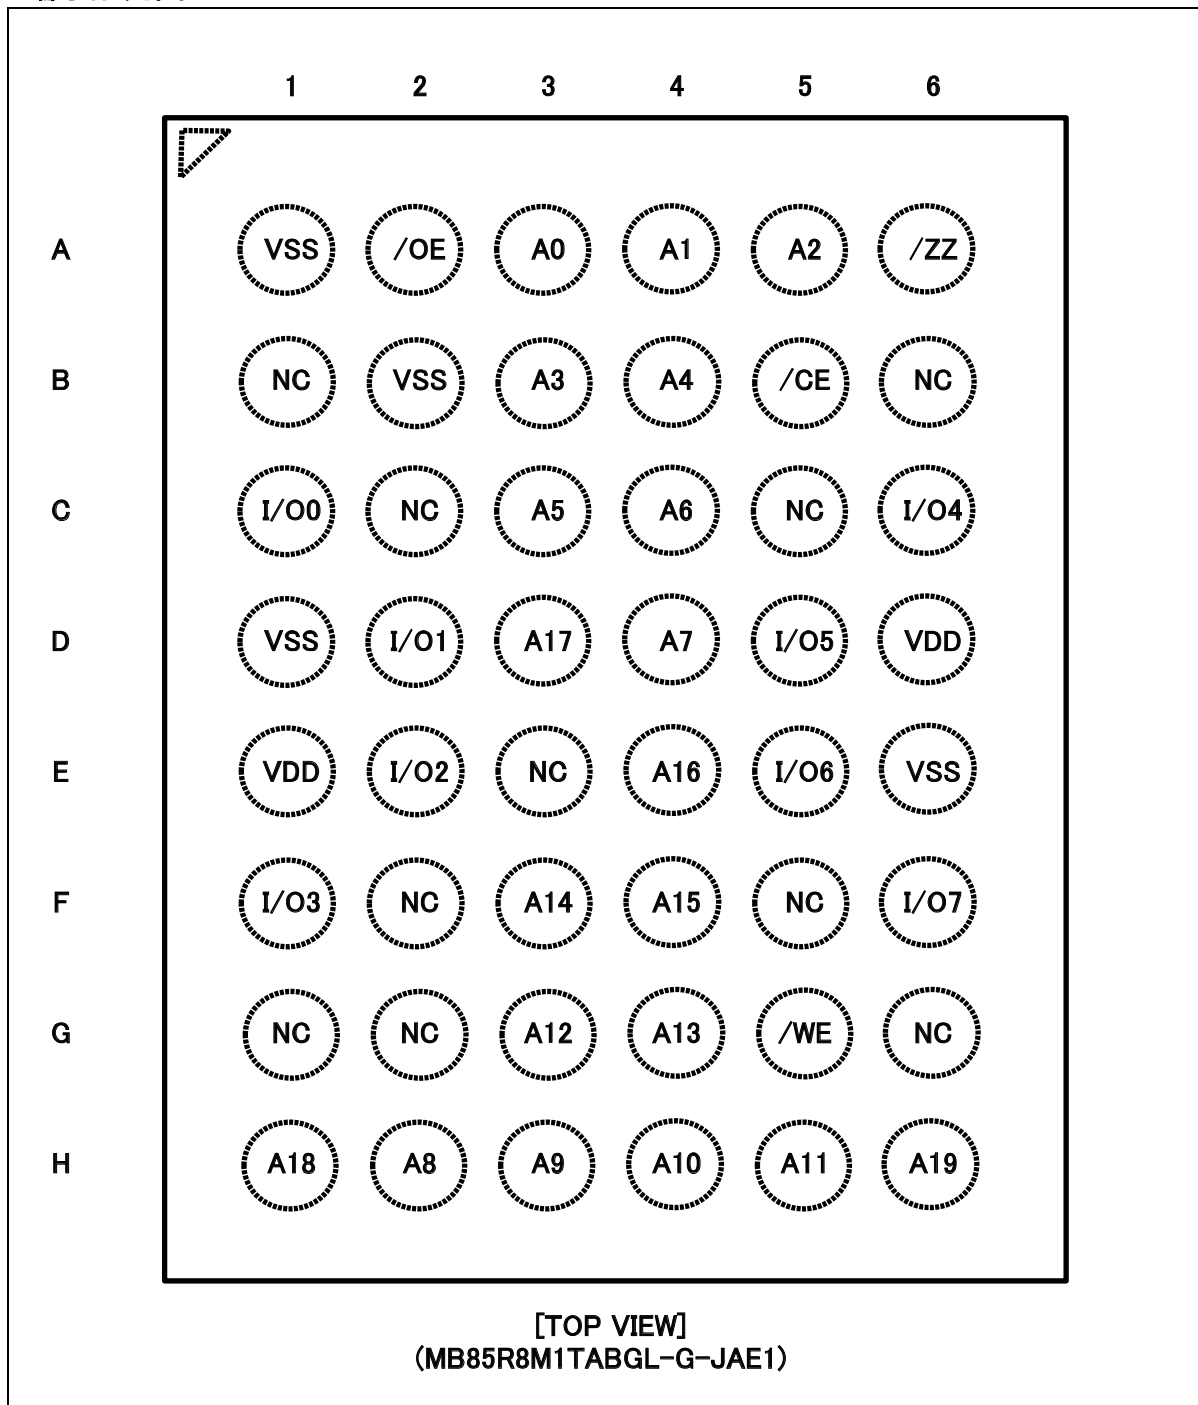 1 2 3 4 5 6
A VSS /OE A0 A1 A2 /ZZ
B NC VSS A3 A4 /CE NC
C I/O0 NC A5 A6 NC I/O4
D VSS I/O1 A17 A7 I/O5 VDD
E VDD I/O2 NC A16 I/O6 VSS
F I/O3 NC A14 A15 NC I/O7
G NC NC A12 A13 /WE NC
H A18 A8 A9 A10 A11 A19
[TOP VIEW]
(MB85R8M1TABGL-G-JAE1)